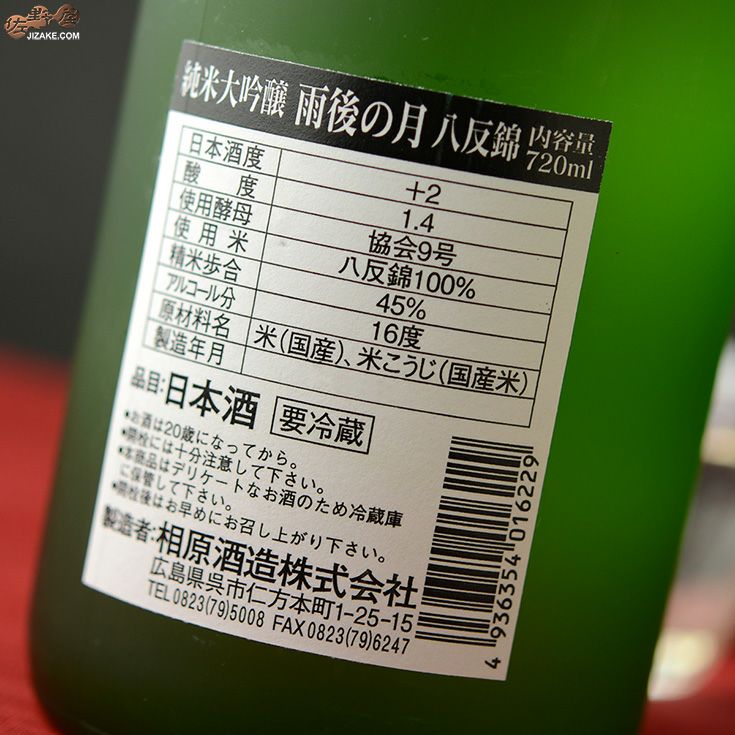 佐野屋
JIZAKE.COM
純米大吟醸 雨後の月 八反錦 内容量 720ml
日本酒度 +2
酸度 1.4
使用酵母 協会9号
使用米 八反錦100%
精米歩合 45%
アルコール分 16度
原材料名 米(国産)、米こうじ(国産米)
製造年月
品目:日本酒 要冷蔵
•お酒は20歳になってから。
•開栓には十分注意して下さい。
•本商品はデリケートなお酒のため冷蔵庫
に保管して下さい。
•開栓後はお早めにお召し上がり下さい。
製造者:相原酒造株式会社
広島県呉市仁方本町1-25-15
TEL 0823(79)5008 FAX 0823(79)6247
4 936354 016229